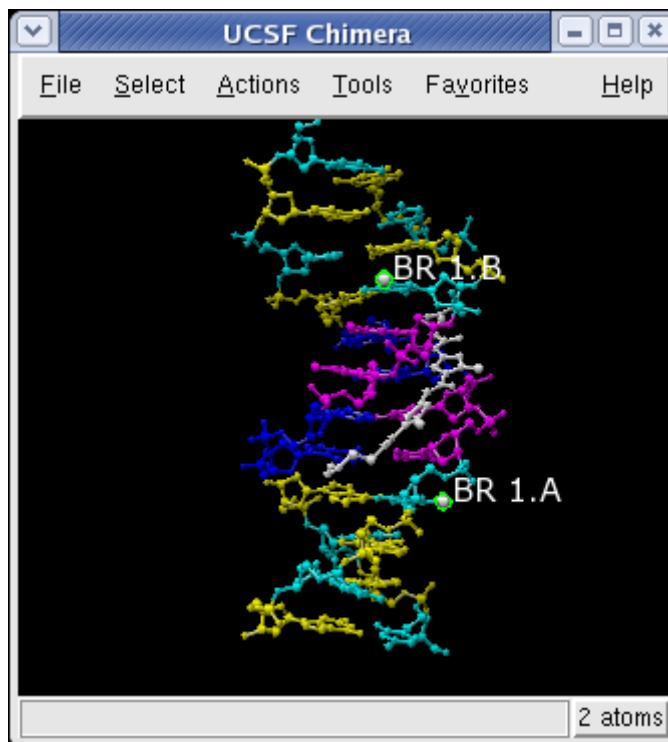 UCSF Chimera
File Select Actions Tools Favorites Help
BR 1.B
BR 1.A
2 atoms